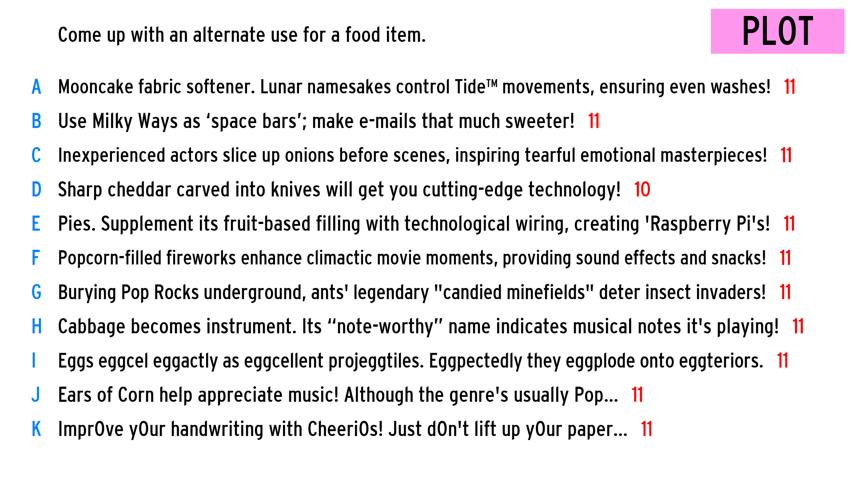 Come up with an alternate use for a food item.
PLOT
A Mooncake fabric softener. Lunar namesakes control Tide™ movements, ensuring even washes! 11
B Use Milky Ways as ‘space bars’; make e-mails that much sweeter! 11
C Inexperienced actors slice up onions before scenes, inspiring tearful emotional masterpieces! 11
D Sharp cheddar carved into knives will get you cutting-edge technology! 10
E Pies. Supplement its fruit-based filling with technological wiring, creating 'Raspberry Pi's! 11
F Popcorn-filled fireworks enhance climactic movie moments, providing sound effects and snacks! 11
G Burying Pop Rocks underground, ants' legendary "candied minefields" deter insect invaders! 11
H Cabbage becomes instrument. Its “note-worthy” name indicates musical notes it's playing! 11
I Eggs eggcel eggactly as eggcellent projeggtiles. Eggpectedly they eggplode onto eggteriors. 11
J Ears of Corn help appreciate music! Although the genre's usually Pop... 11
K Impr0ve y0ur handwriting with Cheeri0s! Just d0n't lift up y0ur paper... 11